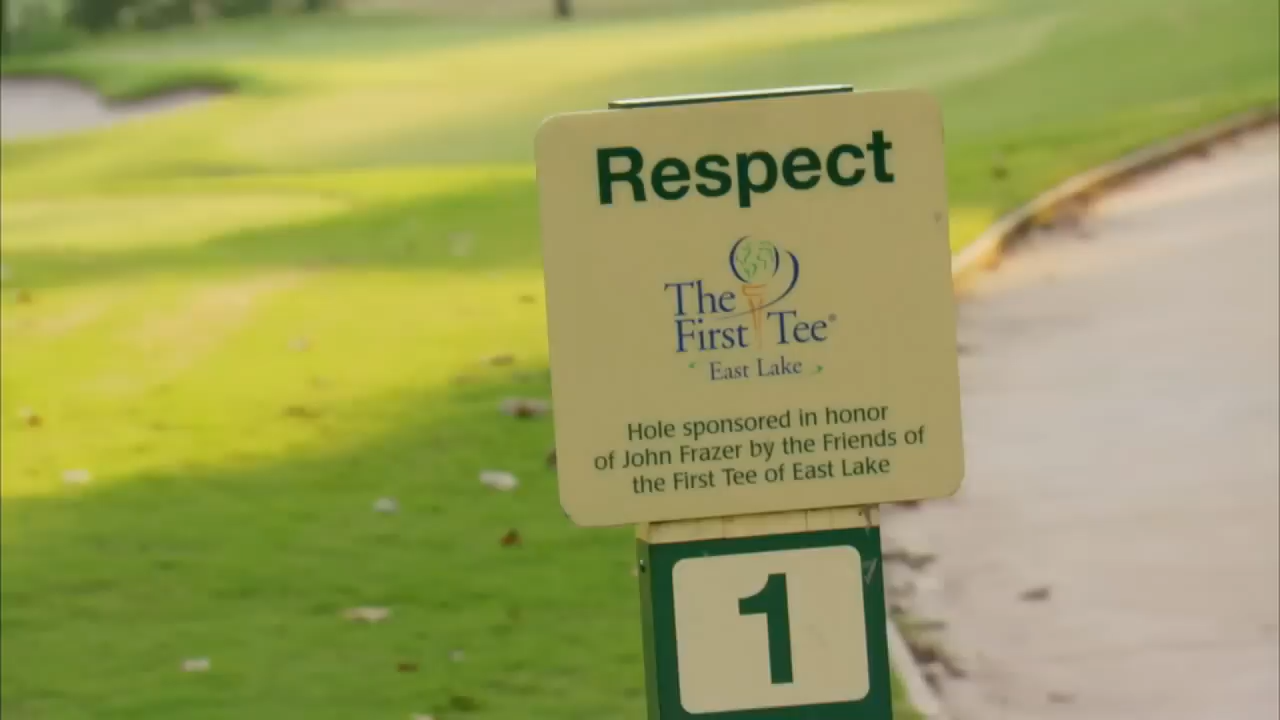 Respect
The
First Tee®
East Lake
Hole sponsored in honor
of John Frazer by the Friends of
the First Tee of East Lake
1